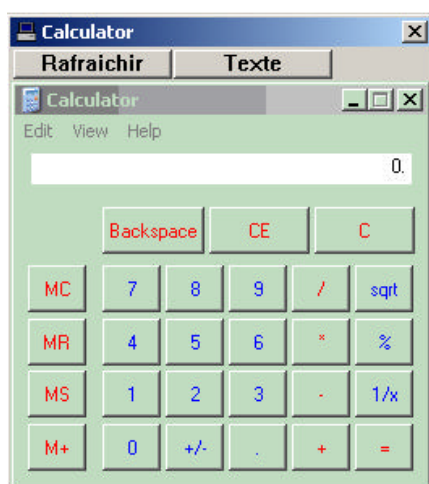 Calculator
Rafraichir Texte
Calculator
Edit View Help
0.
Backspace CE C
MC 7 8 9 / sqrt
MR 4 5 6 * %
MS 1 2 3 - 1/x
M+ 0 +/- . + =